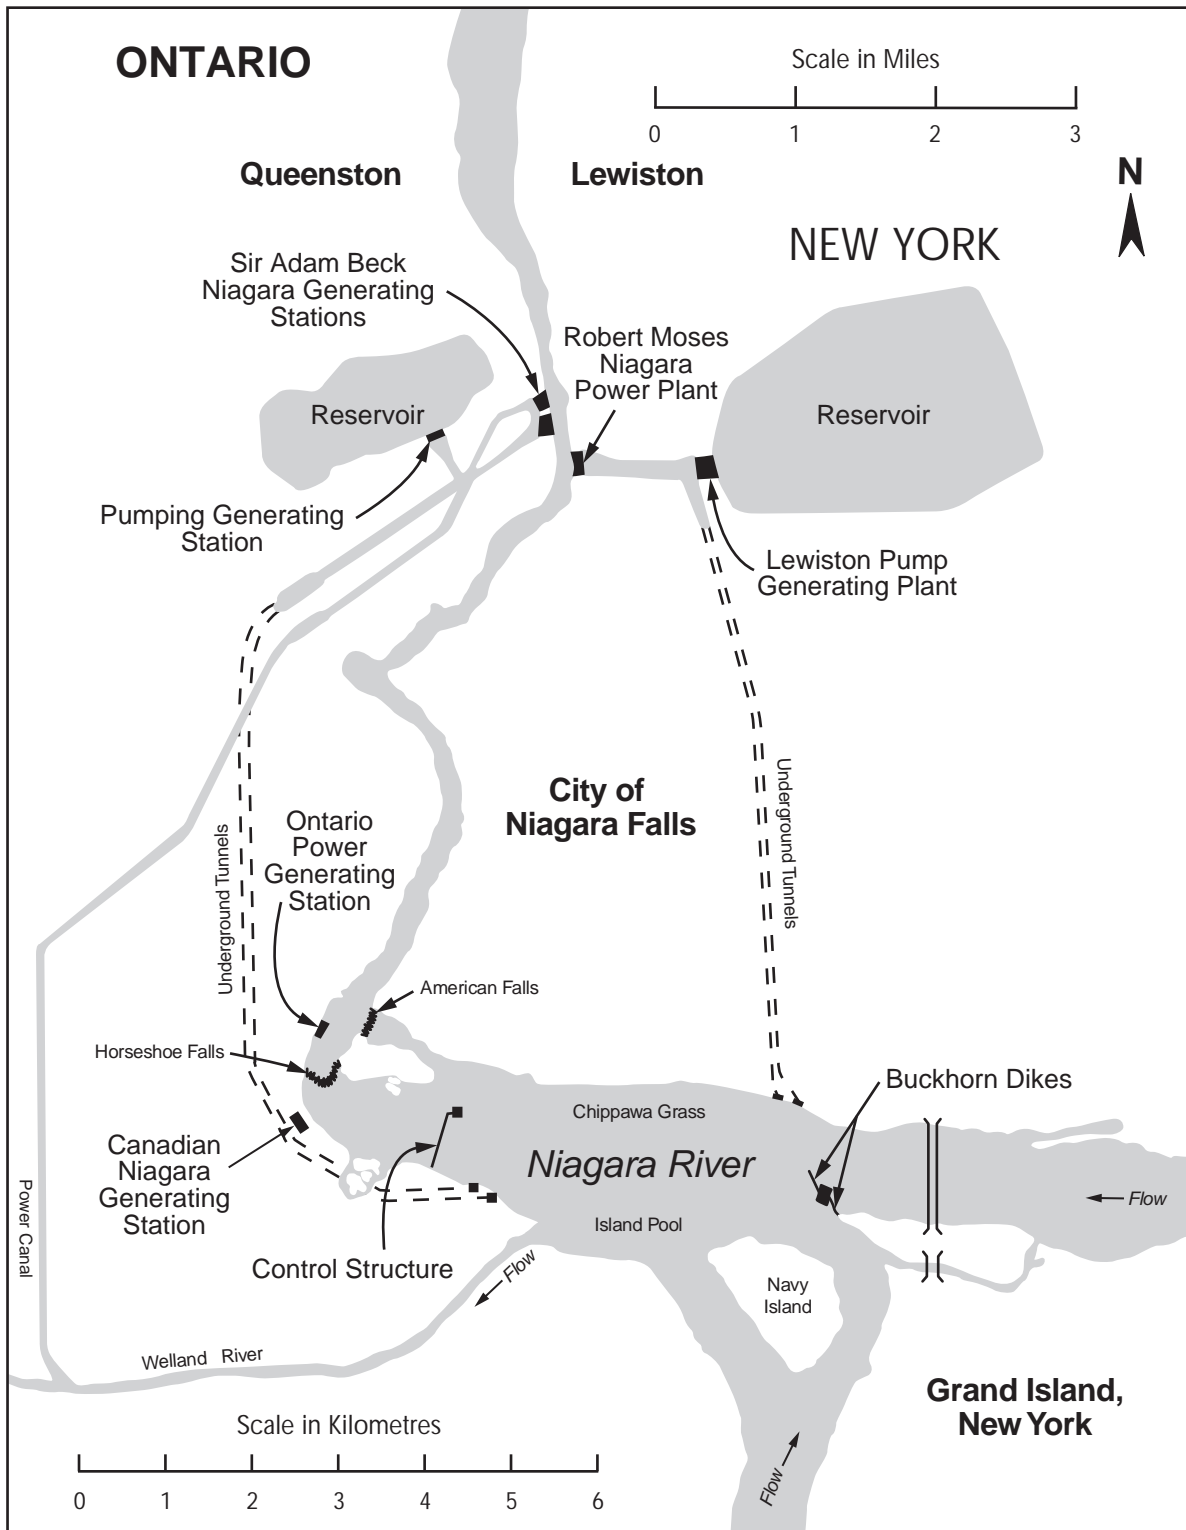 ONTARIO
Scale in Miles
0 1 2 3
Queenston
Lewiston
N
NEW YORK
Sir Adam Beck
Niagara Generating
Stations
Robert Moses
Niagara
Power Plant
Reservoir
Reservoir
Pumping Generating
Station
Lewiston Pump
Generating Plant
City of
Niagara Falls
Underground Tunnels
Underground Tunnels
Ontario
Power
Generating
Station
American Falls
Horseshoe Falls
Buckhorn Dikes
Chippawa Grass
Canadian
Niagara
Generating
Station
Niagara River
Flow
Power Canal
Island Pool
Control Structure
Flow
Navy
Island
Welland River
Grand Island,
New York
Scale in Kilometres
0 1 2 3 4 5 6
Flow